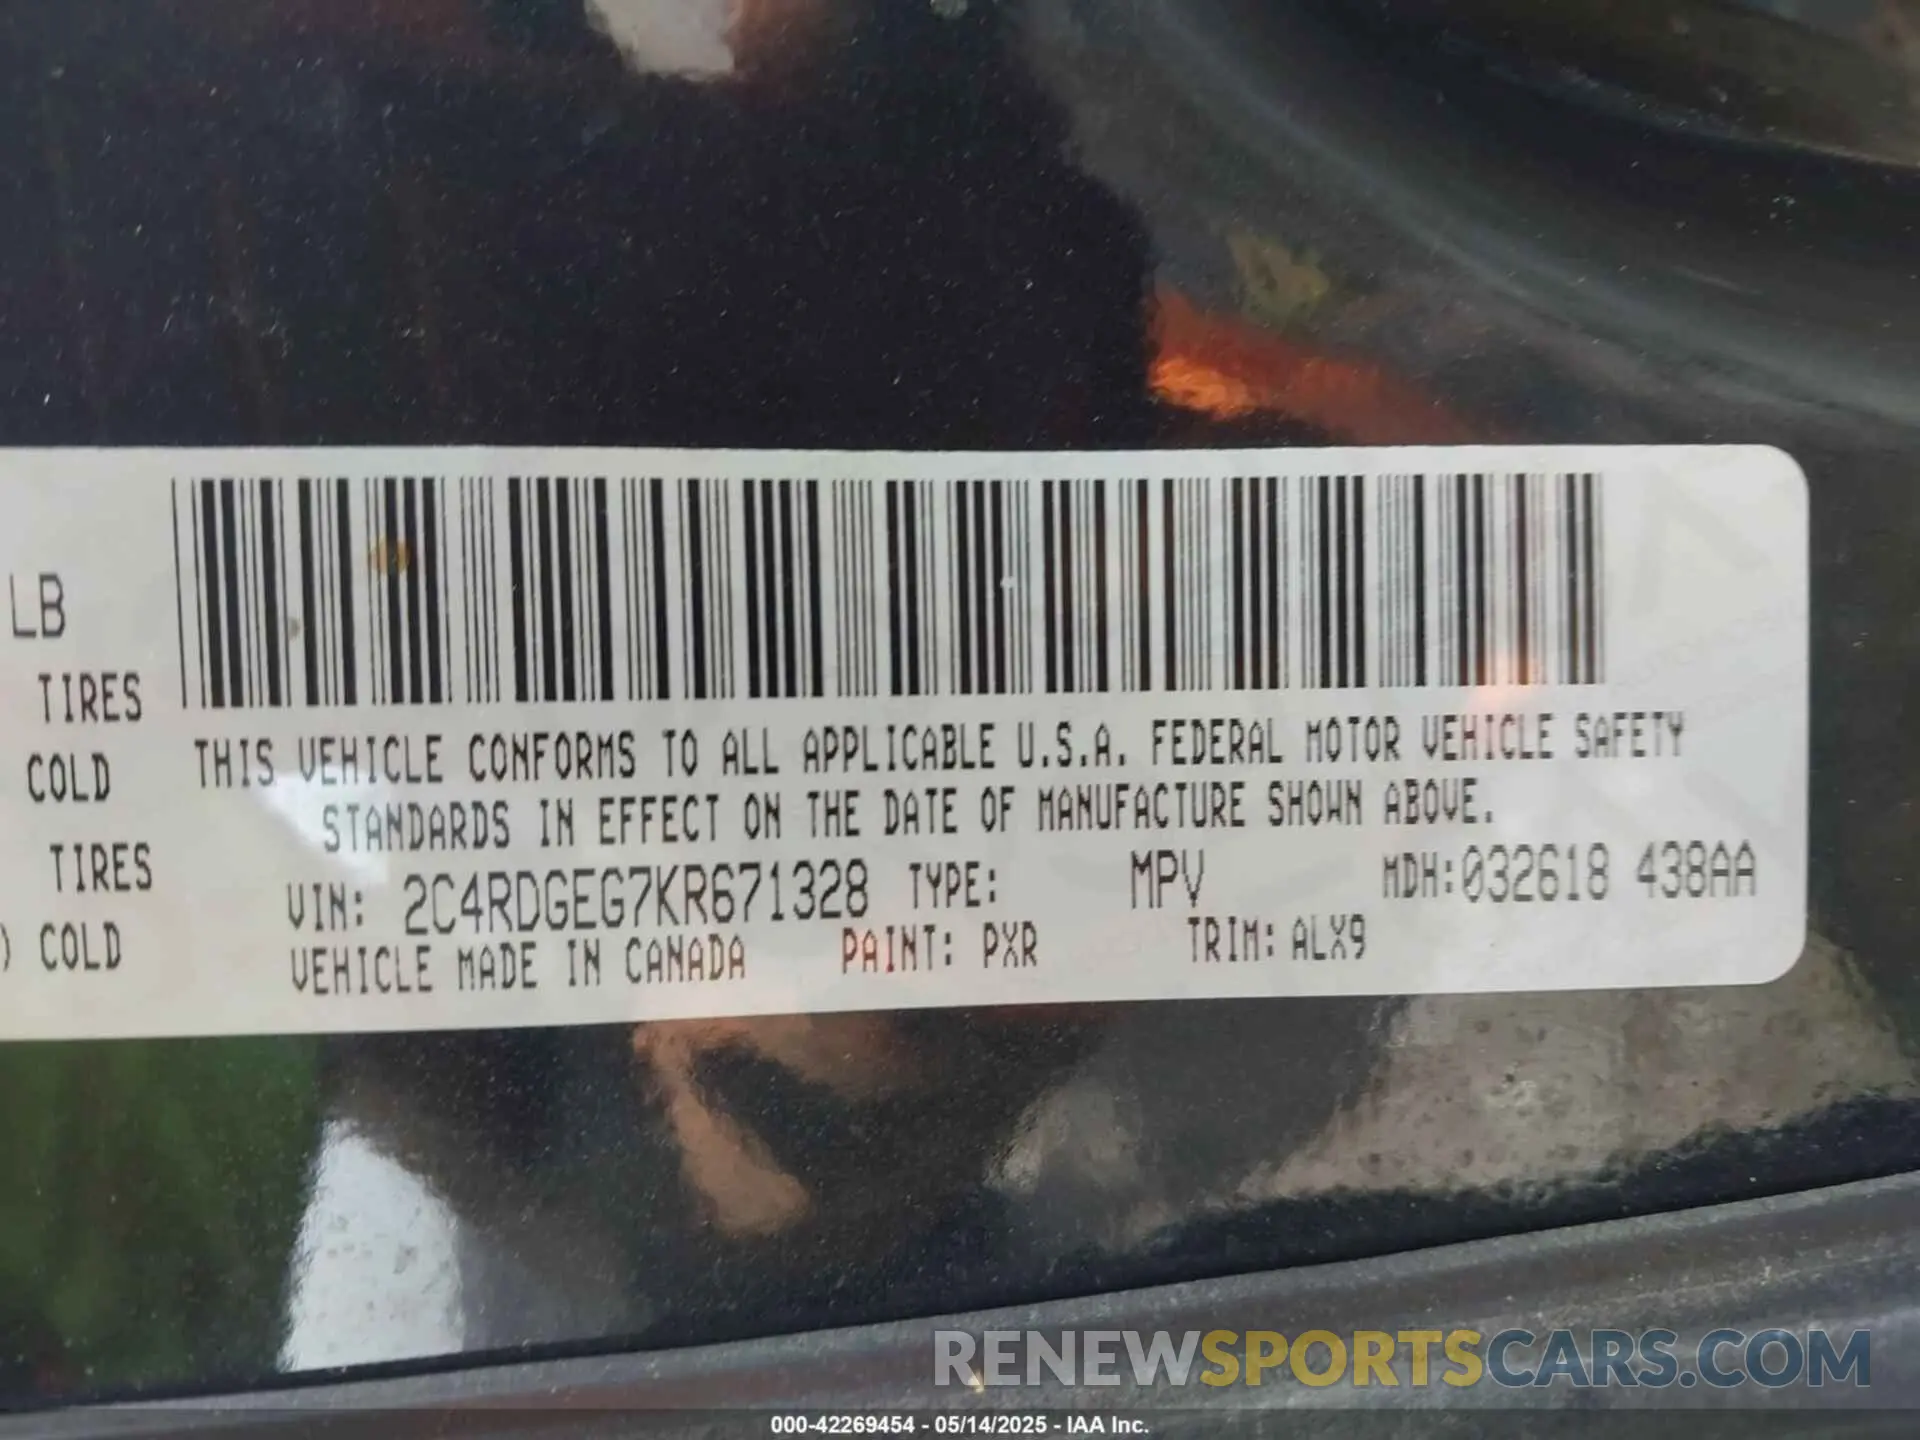 LB
TIRES
COLD
TIRES
) COLD
THIS VEHICLE CONFORMS TO ALL APPLICABLE U.S.A. FEDERAL MOTOR VEHICLE SAFETY
STANDARDS IN EFFECT ON THE DATE OF MANUFACTURE SHOWN ABOVE.
VIN: 2C4RDGEG7KR671328 TYPE: MPV MDH:032618 438AA
VEHICLE MADE IN CANADA PAINT: PXR TRIM: ALX9
RENEWSPORTSCARS.COM
000-42269454 - 05/14/2025 - IAA Inc.